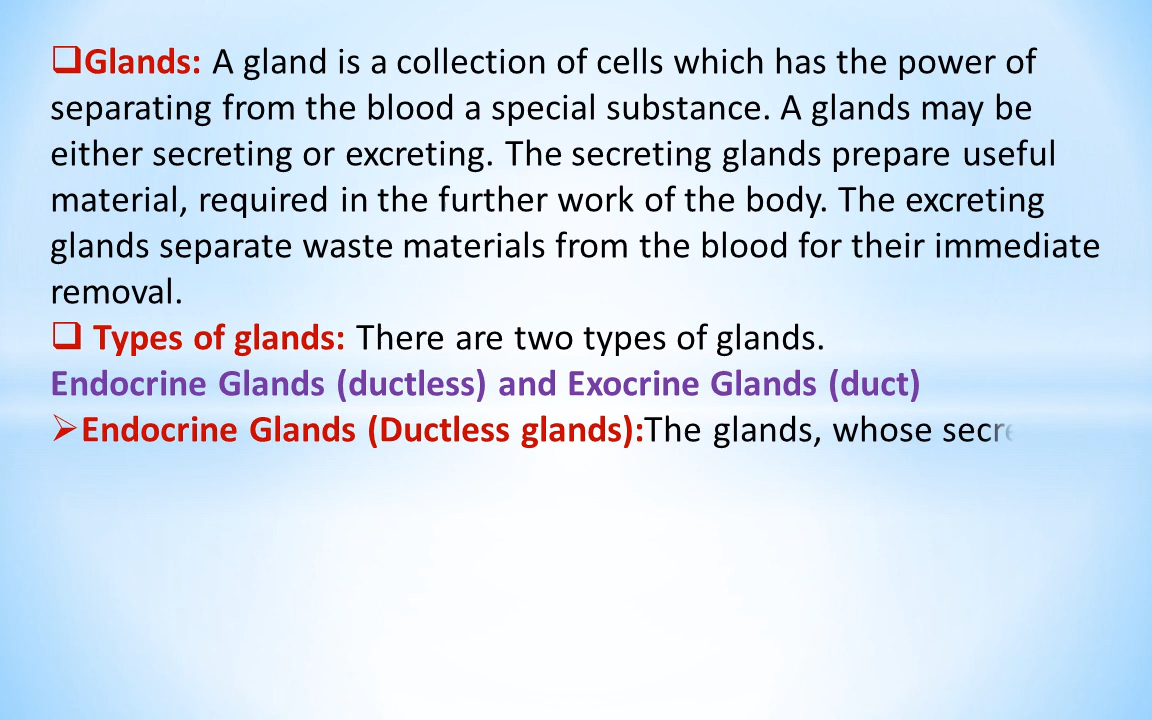 ❑Glands: A gland is a collection of cells which has the power of
separating from the blood a special substance. A glands may be
either secreting or excreting. The secreting glands prepare useful
material, required in the further work of the body. The excreting
glands separate waste materials from the blood for their immediate
removal.
❑ Types of glands: There are two types of glands.
Endocrine Glands (ductless) and Exocrine Glands (duct)
➢Endocrine Glands (Ductless glands):The glands, whose